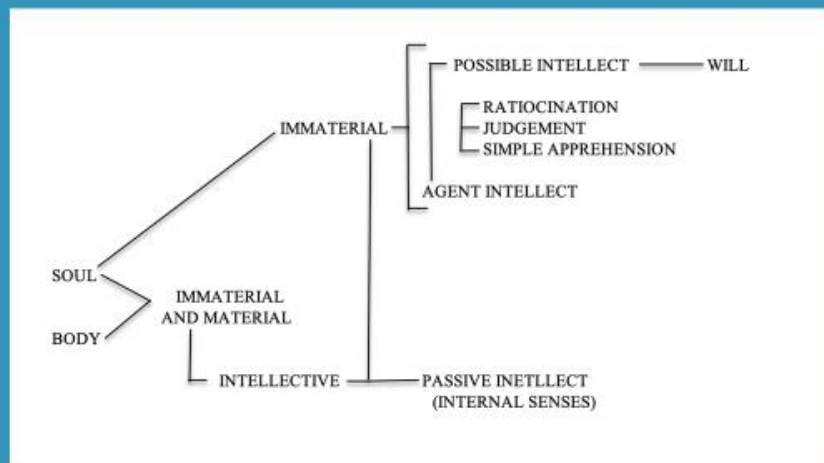 POSSIBLE INTELLECT
WILL
RATIOCINATION
IMMATERIAL
JUDGEMENT
SIMPLE APPREHENSION
AGENT INTELLECT
SOUL
IMMATERIAL
AND MATERIAL
BODY
INTELLECTIVE
PASSIVE INETLLECT
(INTERNAL SENSES)